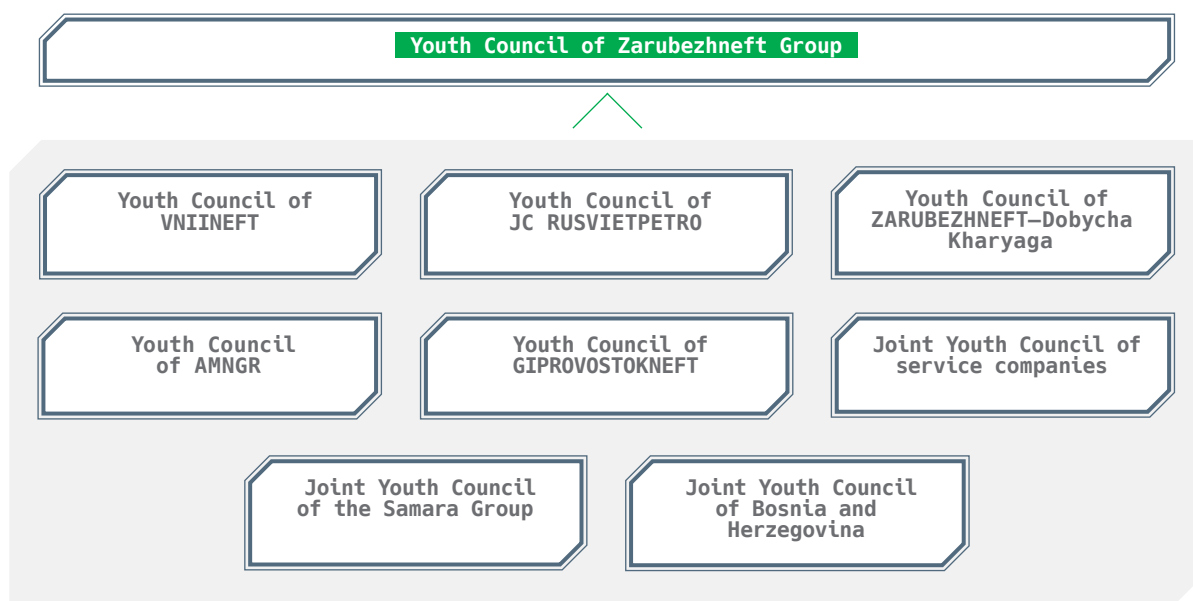 Youth Council of Zarubezhneft Group
Youth Council of
VNIINEFT
Youth Council of
JC RUSVIETPETRO
Youth Council of
ZARUBEZHNEFT–Dobycha
Kharyaga
Youth Council
of AMNGR
Youth Council of
GIPROVOSTOKNEFT
Joint Youth Council of
service companies
Joint Youth Council
of the Samara Group
Joint Youth Council
of Bosnia and
Herzegovina